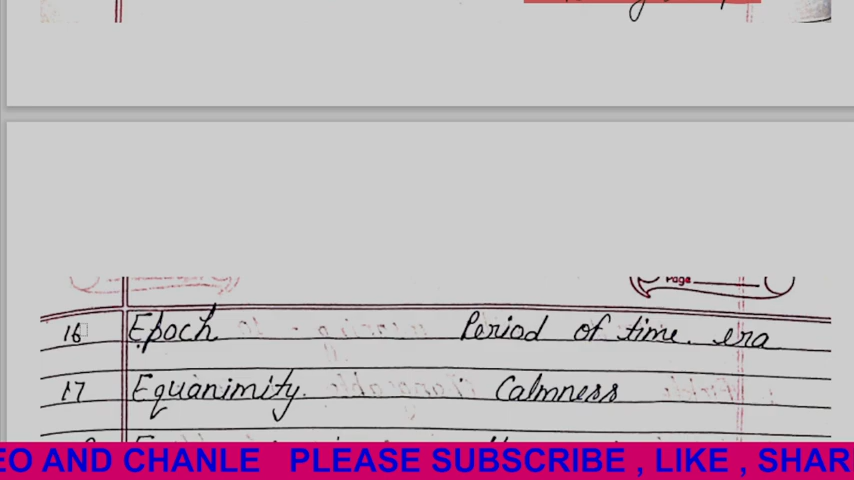 Page
16 Epoch Period of time. era
17 Equanimity. Calmness
EO AND CHANLE PLEASE SUBSCRIBE , LIKE , SHAR